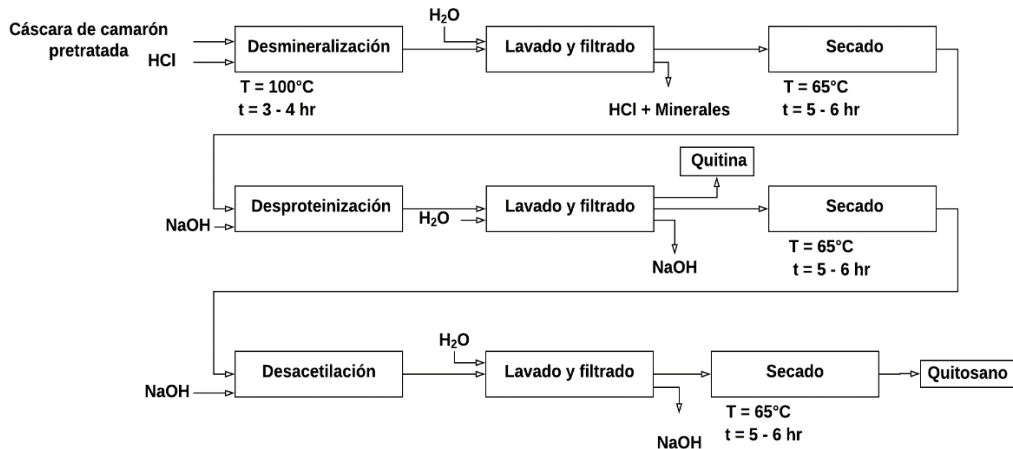 Cáscara de camarón
pretratada
HCl
Desmineralización
T = 100°C
t = 3 - 4 hr
H₂O
Lavado y filtrado
HCl + Minerales
Secado
T = 65°C
t = 5 - 6 hr
NaOH
Desproteinización
H₂O
Lavado y filtrado
Quitina
NaOH
Secado
T = 65°C
t = 5 - 6 hr
NaOH
Desacetilación
H₂O
Lavado y filtrado
NaOH
Secado
T = 65°C
t = 5 - 6 hr
Quitosano